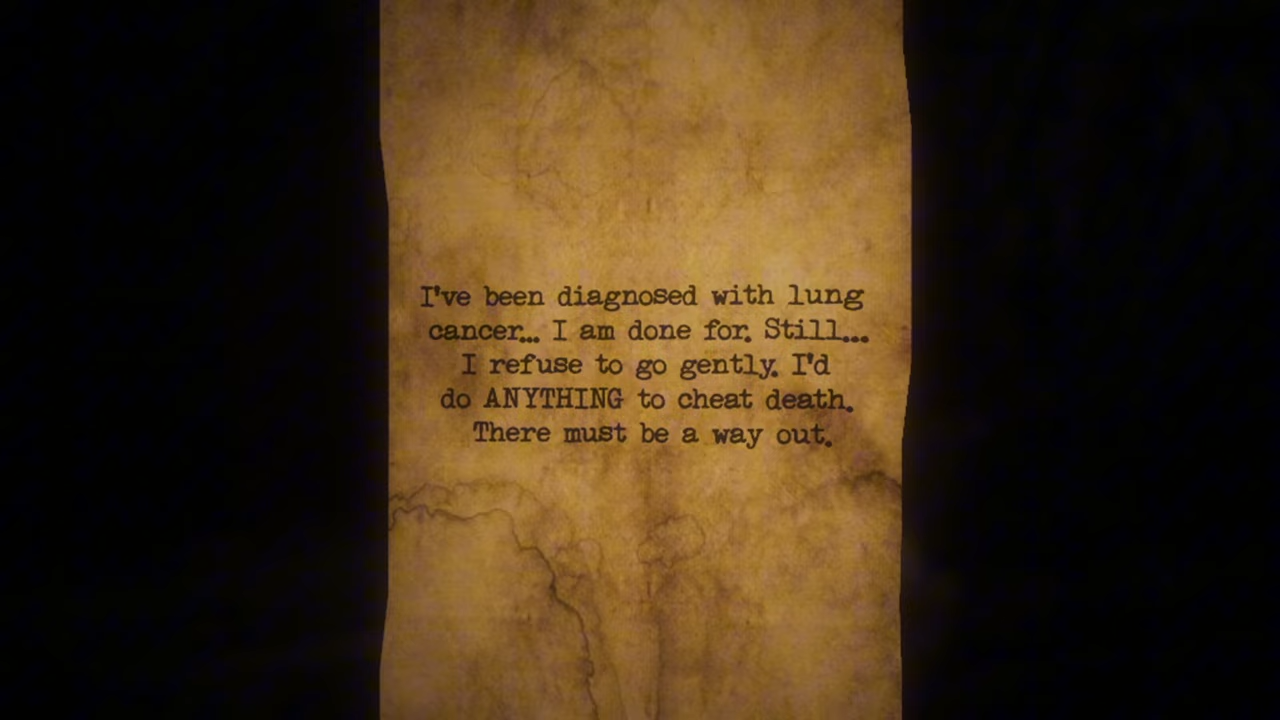 I've been diagnosed with lung
cancer... I am done for. Still...
I refuse to go gently. I'd
do ANYTHING to cheat death.
There must be a way out.